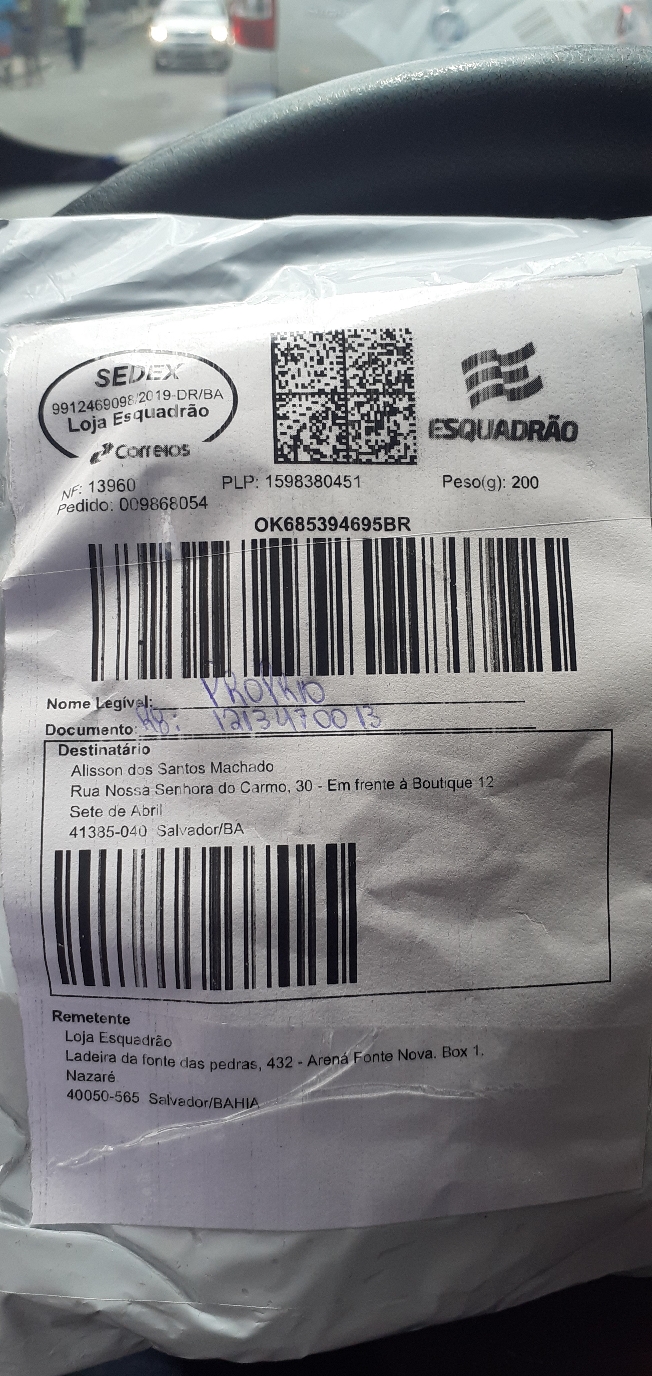 SEDEX
9912469098/2019-DR/BA
Loja Esquadrão
Correios
ESQUADRÃO
NF: 13960 PLP: 1598380451 Peso(g): 200
Pedido: 009868054
OK685394695BR
Nome Legível: PRÓPRIO
Documento: 1213470013
Destinatário
Alisson dos Santos Machado
Rua Nossa Senhora do Carmo, 30 - Em frente à Boutique 12
Sete de Abril
41385-040 Salvador/BA
Remetente
Loja Esquadrão
Ladeira da fonte das pedras, 432 - Arena Fonte Nova. Box 1.
Nazaré
40050-565 Salvador/BAHIA